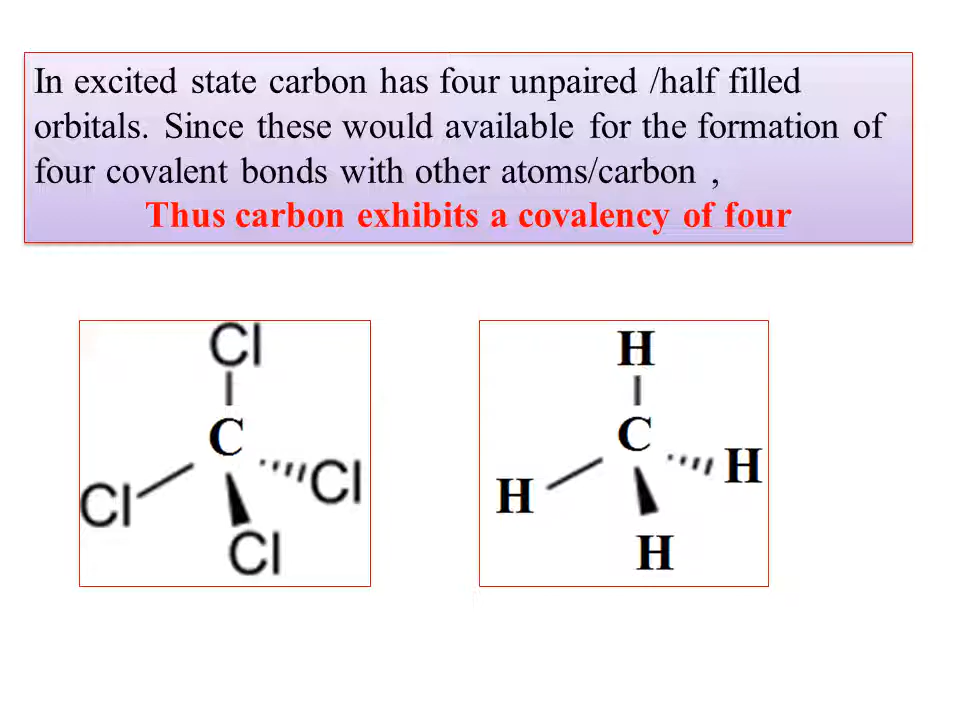 In excited state carbon has four unpaired /half filled
orbitals. Since these would available for the formation of
four covalent bonds with other atoms/carbon ,
Thus carbon exhibits a covalency of four
Cl
C
Cl
Cl
Cl
H
C
H
H
H